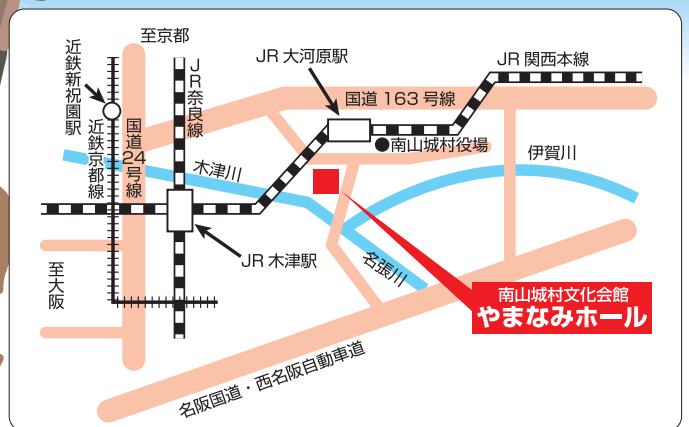 至京都
近鉄新祝園駅
JR奈良線
JR大河原駅
JR関西本線
国道163号線
近鉄京都線
国道24号線
●南山城村役場
木津川
伊賀川
JR木津駅
名張川
至大阪
南山城村文化会館
やまなみホール
名阪国道・西名阪自動車道